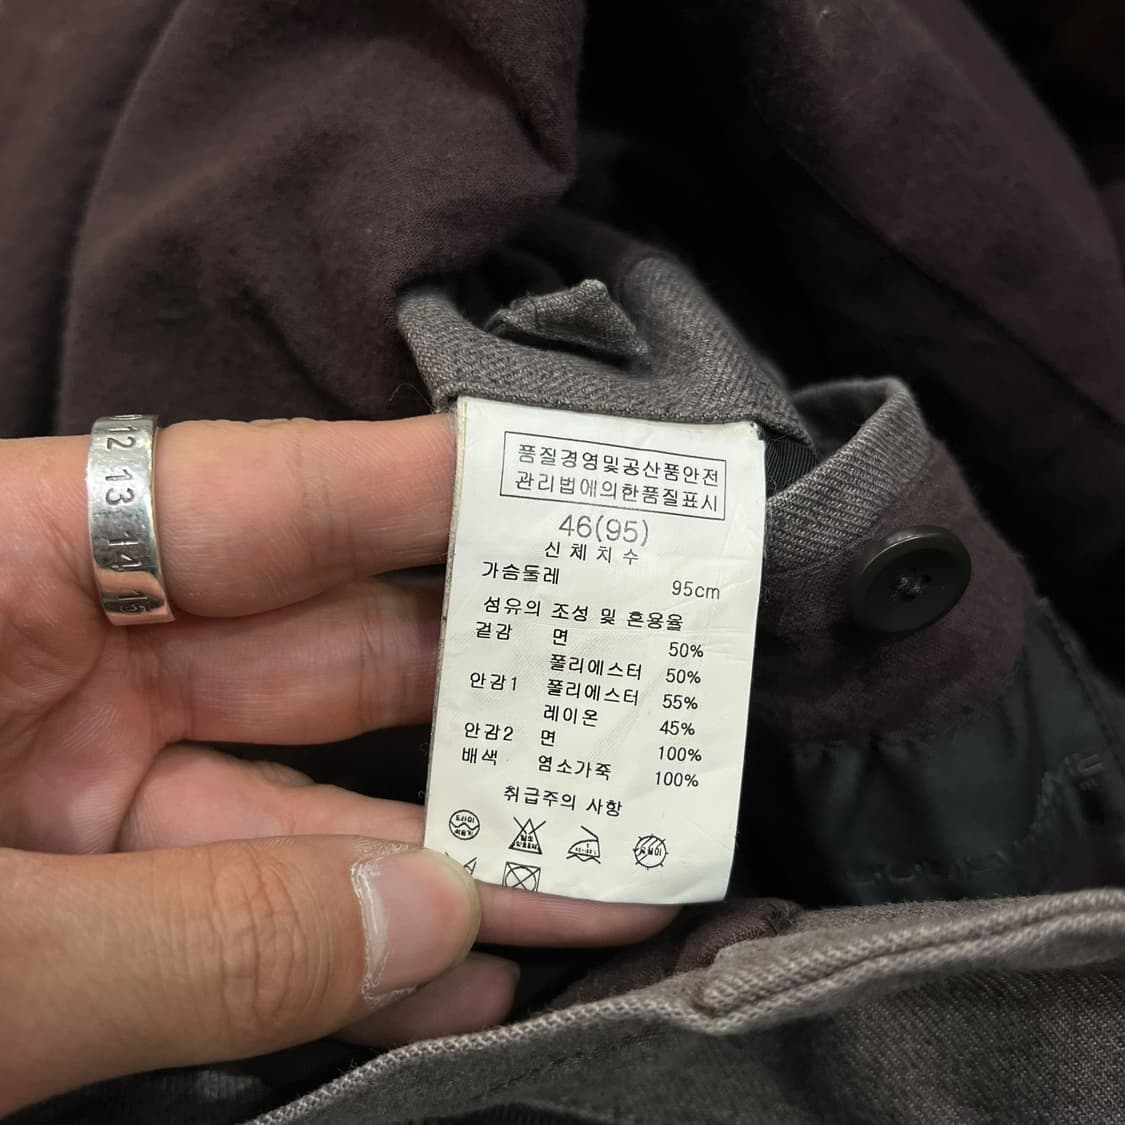 품질경영및공산품안전
관리법에의한품질표시
46(95)
신체치수
가슴둘레 95cm
섬유의 조성 및 혼용율
겉감 면 50%
폴리에스터 50%
안감1 폴리에스터 55%
레이온 45%
안감2 면 100%
배색 염소가죽 100%
취급주의 사항
드라이
12 13 14 15